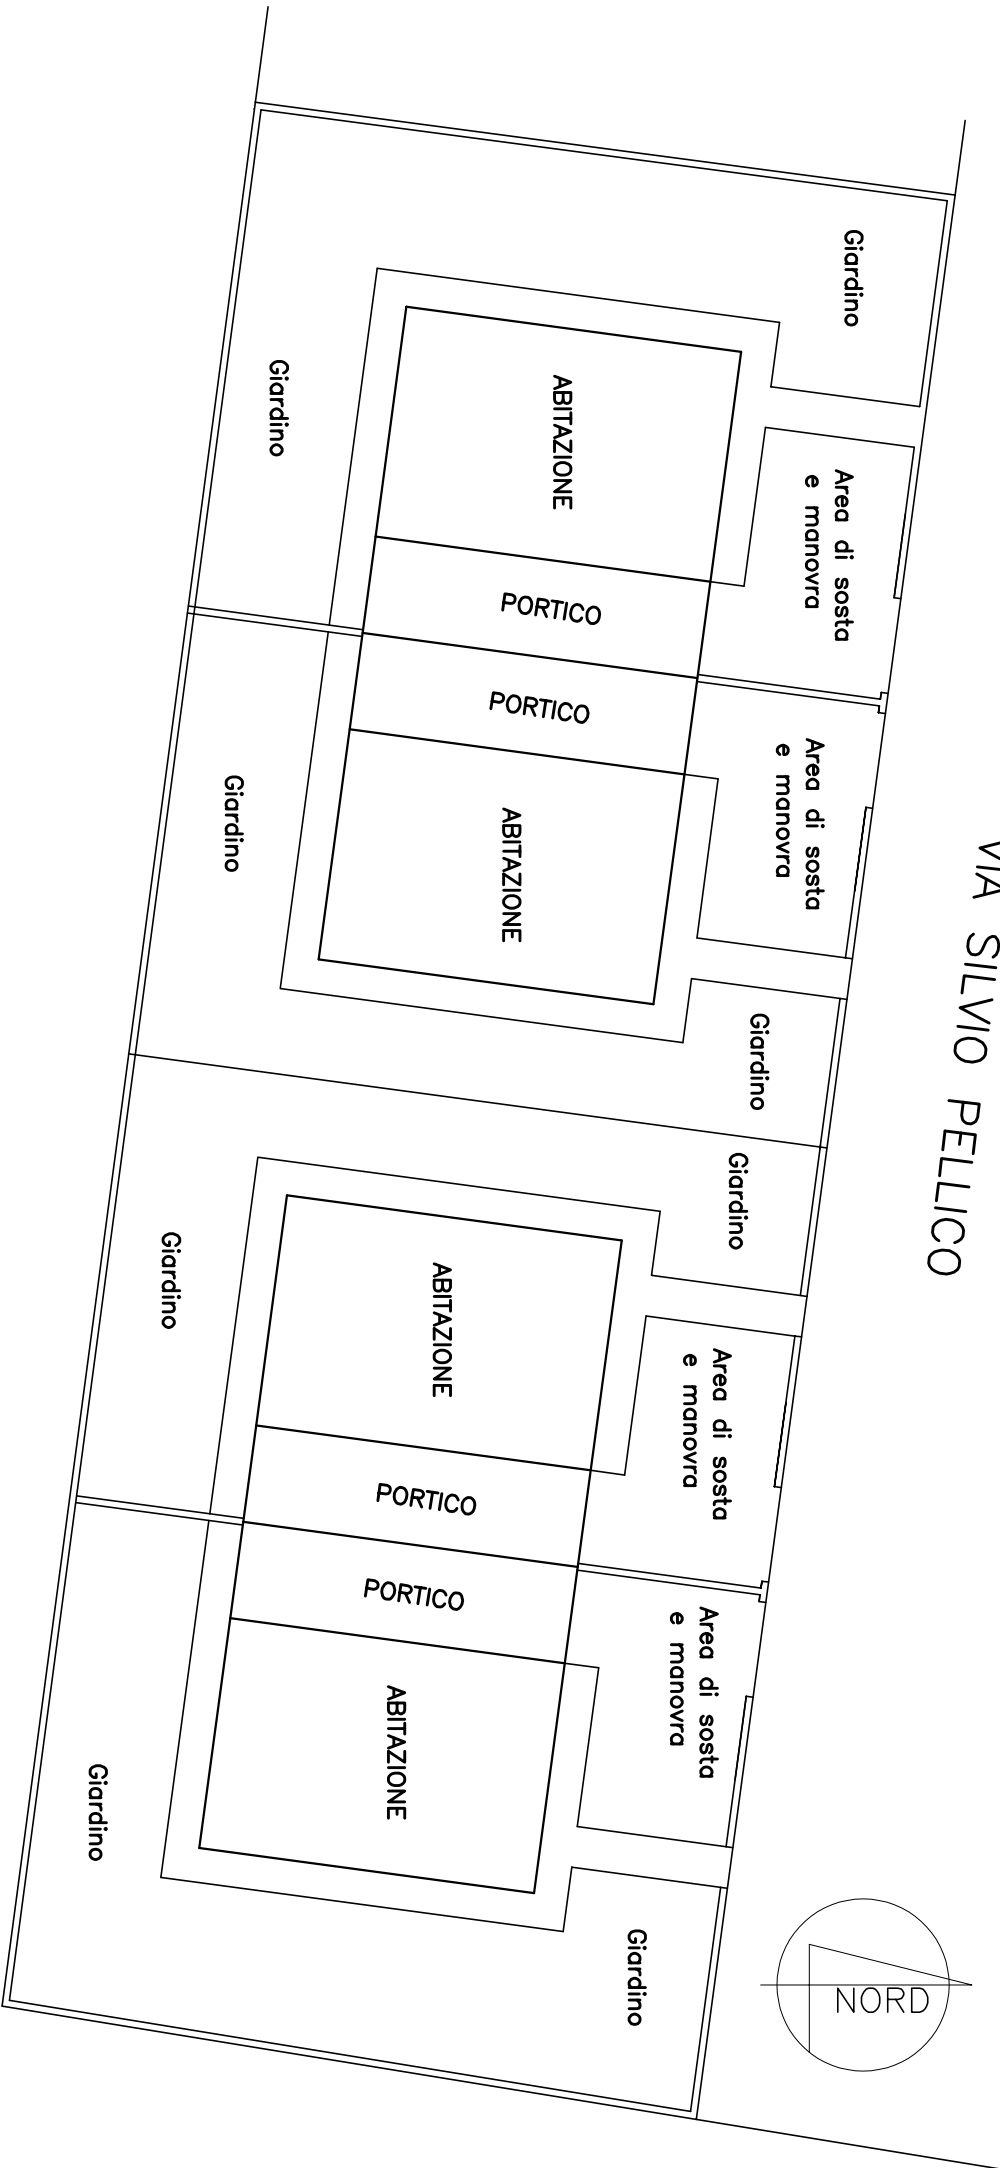 Giardino
Giardino
ABITAZIONE
Area di sosta
e manovra
PORTICO
PORTICO
Area di sosta
e manovra
Giardino
ABITAZIONE
VIA SILVIO PELLICO
Giardino
Giardino
Giardino
ABITAZIONE
Area di sosta
e manovra
PORTICO
PORTICO
Area di sosta
e manovra
ABITAZIONE
Giardino
Giardino
NORD